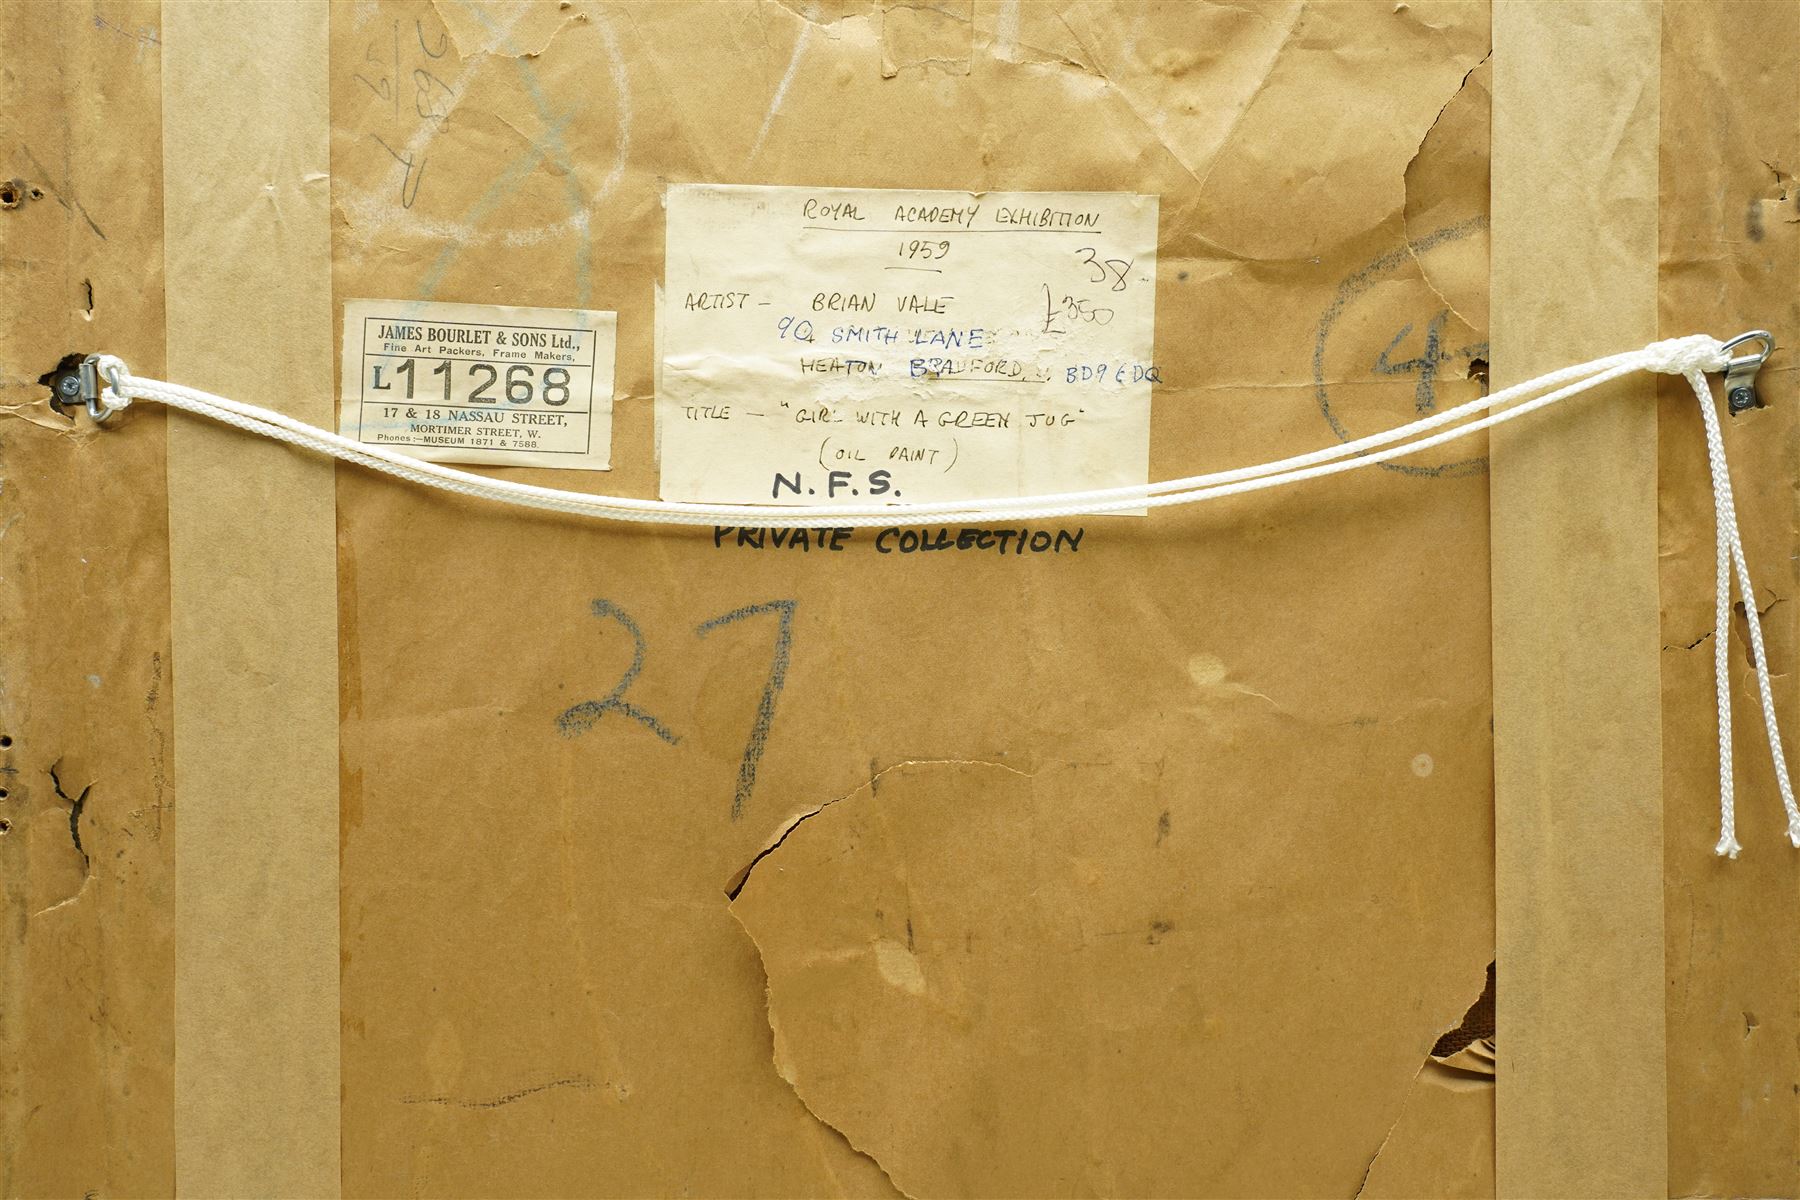 ROYAL ACADEMY EXHIBITION
1959
38
ARTIST - BRIAN VALE £350
90 SMITH LANE
HEATON BRADFORD, BD9 6DQ
TITLE - "GIRL WITH A GREEN JUG"
(OIL PAINT)
N.F.S.
PRIVATE COLLECTION
JAMES BOURLET & SONS Ltd.,
Fine Art Packers, Frame Makers,
L11268
17 & 18 NASSAU STREET,
MORTIMER STREET, W.
Phones:—MUSEUM 1871 & 7588.
4
27